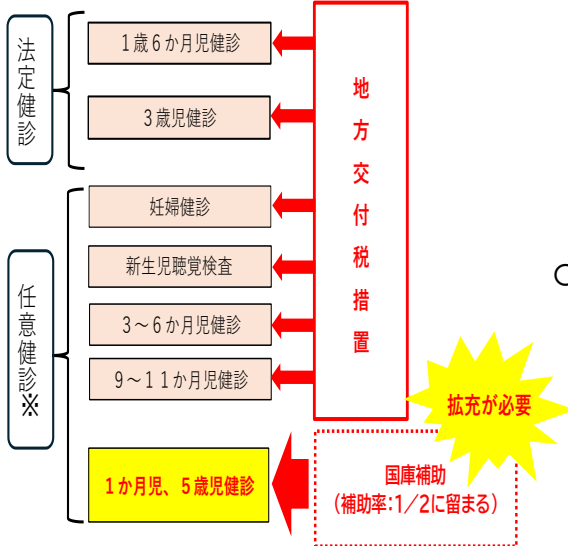 法定健診
1歳6か月児健診
3歳児健診
地方交付税措置
任意健診※
妊婦健診
新生児聴覚検査
3～6か月児健診
9～11か月児健診
1か月児、5歳児健診
拡充が必要
国庫補助
(補助率:1/2に留まる)
○